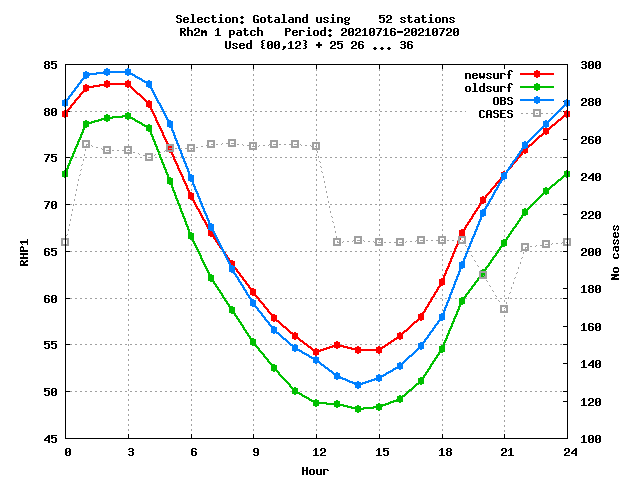 Selection: Gotaland using    52 stations
Rh2m 1 patch   Period: 20210716-20210720
Used {00,12} + 25 26 ... 36
newsurf
oldsurf
OBS
CASES
85
80
75
70
65
60
55
50
45
300
280
260
240
220
200
180
160
140
120
100
RHP1
No cases
0 3 6 9 12 15 18 21 24
Hour